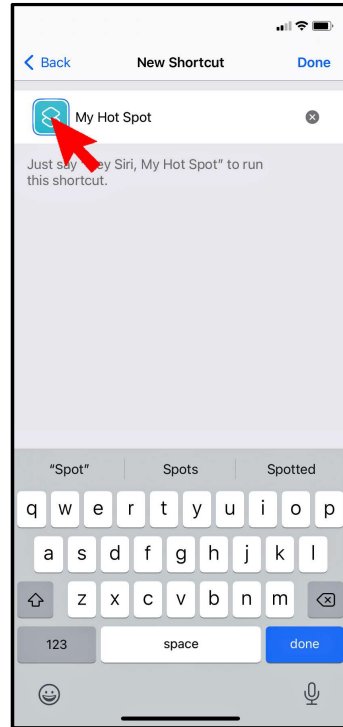 Back New Shortcut Done
My Hot Spot
Just say ey Siri, My Hot Spot” to run
this shortcut.
“Spot” Spots Spotted
q w e r t y u i o p
a s d f g h j k l
z x c v b n m
123 space done